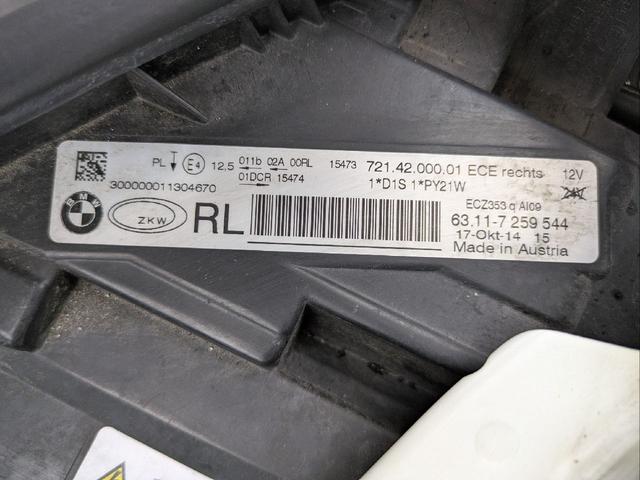 PL E4 12,5 011b 02A 00RL 15473 721.42.000.01 ECE rechts 12V
01DCR 15474 1*D1S 1*PY21W 24V
300000011304670
BMW ZKW RL ECZ353 q AI09
63.11-7 259 544
17-Okt-14 15
Made in Austria